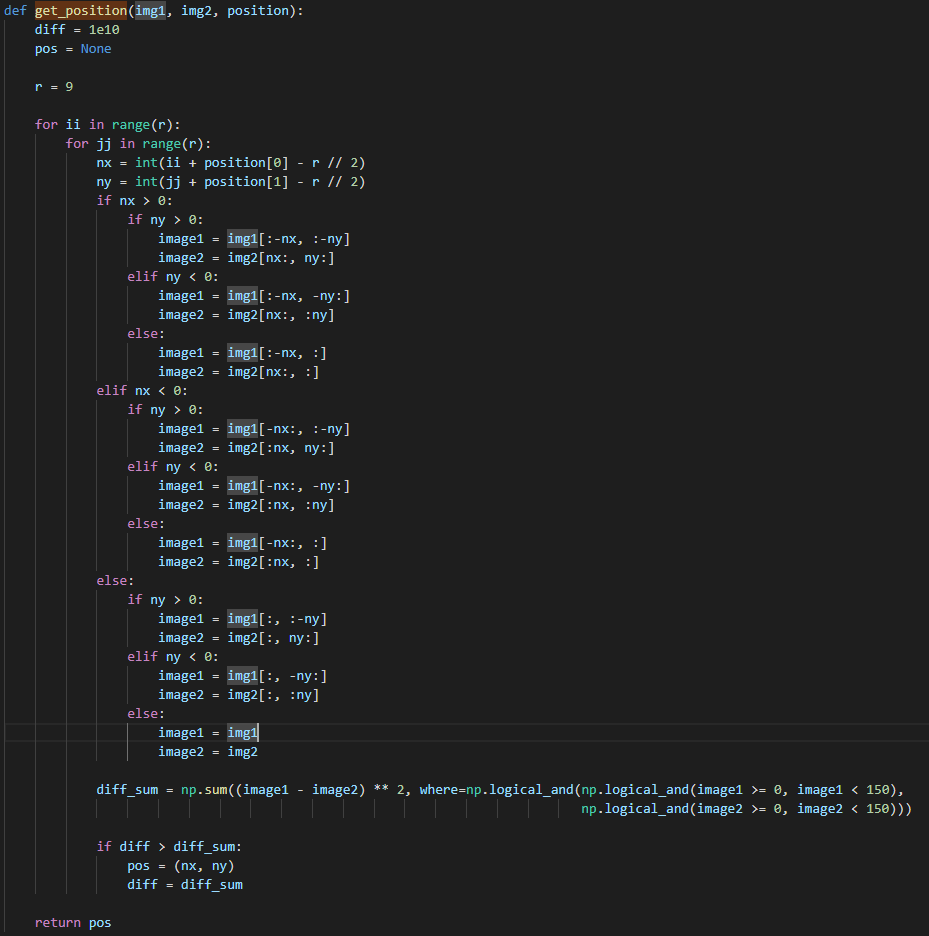 def get_position(img1, img2, position):
    diff = 1e10
    pos = None

    r = 9

    for ii in range(r):
        for jj in range(r):
            nx = int(ii + position[0] - r // 2)
            ny = int(jj + position[1] - r // 2)
            if nx > 0:
                if ny > 0:
                    image1 = img1[:-nx, :-ny]
                    image2 = img2[nx:, ny:]
                elif ny < 0:
                    image1 = img1[:-nx, -ny:]
                    image2 = img2[nx:, :ny]
                else:
                    image1 = img1[:-nx, :]
                    image2 = img2[nx:, :]
            elif nx < 0:
                if ny > 0:
                    image1 = img1[-nx:, :-ny]
                    image2 = img2[:nx, ny:]
                elif ny < 0:
                    image1 = img1[-nx:, -ny:]
                    image2 = img2[:nx, :ny]
                else:
                    image1 = img1[-nx:, :]
                    image2 = img2[:nx, :]
            else:
                if ny > 0:
                    image1 = img1[:, :-ny]
                    image2 = img2[:, ny:]
                elif ny < 0:
                    image1 = img1[:, -ny:]
                    image2 = img2[:, :ny]
                else:
                    image1 = img1
                    image2 = img2

            diff_sum = np.sum((image1 - image2) ** 2, where=np.logical_and(np.logical_and(image1 >= 0, image1 < 150),
                                                                           np.logical_and(image2 >= 0, image2 < 150)))

            if diff > diff_sum:
                pos = (nx, ny)
                diff = diff_sum

    return pos